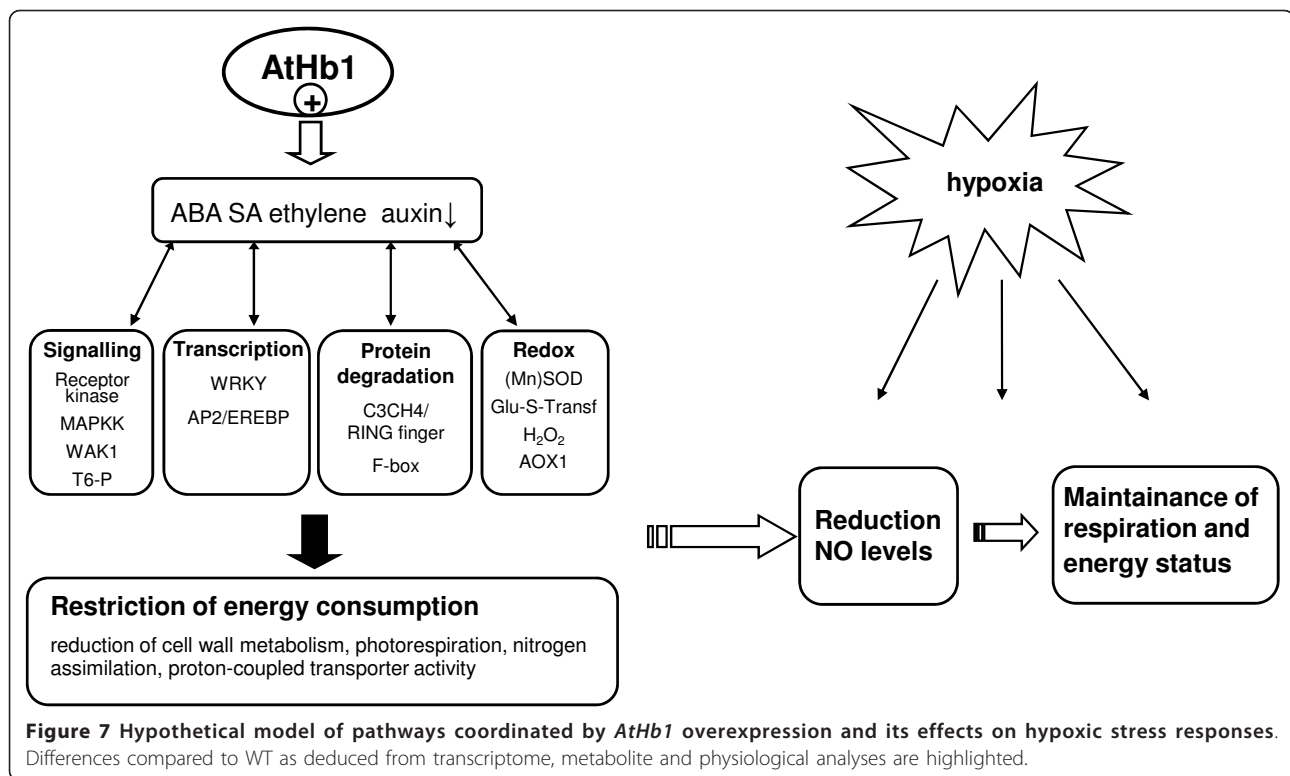 AtHb1
+
ABA SA ethylene auxin↓
Signalling
Receptor
kinase
MAPKK
WAK1
T6-P
Transcription
WRKY
AP2/EREBP
Protein
degradation
C3CH4/
RING finger
F-box
Redox
(Mn)SOD
Glu-S-Transf
H₂O₂
AOX1
Restriction of energy consumption
reduction of cell wall metabolism, photorespiration, nitrogen
assimilation, proton-coupled transporter activity
hypoxia
Reduction
NO levels
Maintainance of
respiration and
energy status
Figure 7 Hypothetical model of pathways coordinated by AtHb1 overexpression and its effects on hypoxic stress responses.
Differences compared to WT as deduced from transcriptome, metabolite and physiological analyses are highlighted.